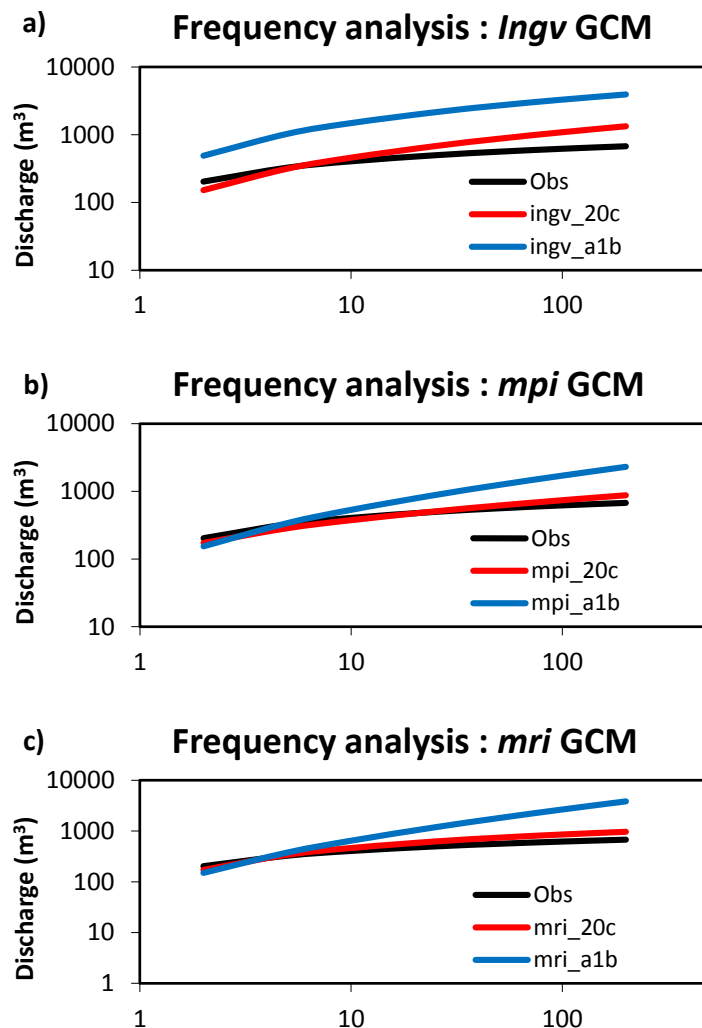 a) Frequency analysis : Ingv GCM
10000
1000
100
10
Discharge (m³)
Obs
ingv_20c
ingv_a1b
1 10 100
b) Frequency analysis : mpi GCM
10000
1000
100
10
Discharge (m³)
Obs
mpi_20c
mpi_a1b
1 10 100
c) Frequency analysis : mri GCM
10000
1000
100
10
1
Discharge (m³)
Obs
mri_20c
mri_a1b
1 10 100